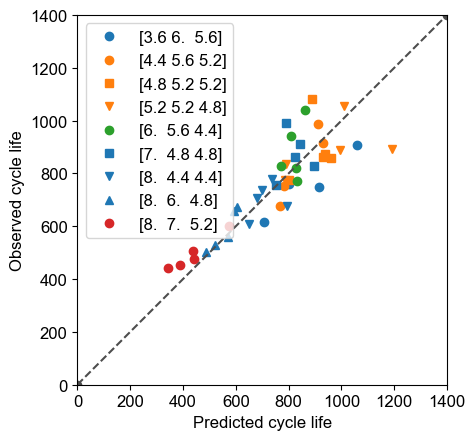 1400
1200
1000
800
600
400
200
0
Observed cycle life
[3.6 6.  5.6]
[4.4 5.6 5.2]
[4.8 5.2 5.2]
[5.2 5.2 4.8]
[6.  5.6 4.4]
[7.  4.8 4.8]
[8.  4.4 4.4]
[8.  6.  4.8]
[8.  7.  5.2]
0 200 400 600 800 1000 1200 1400
Predicted cycle life